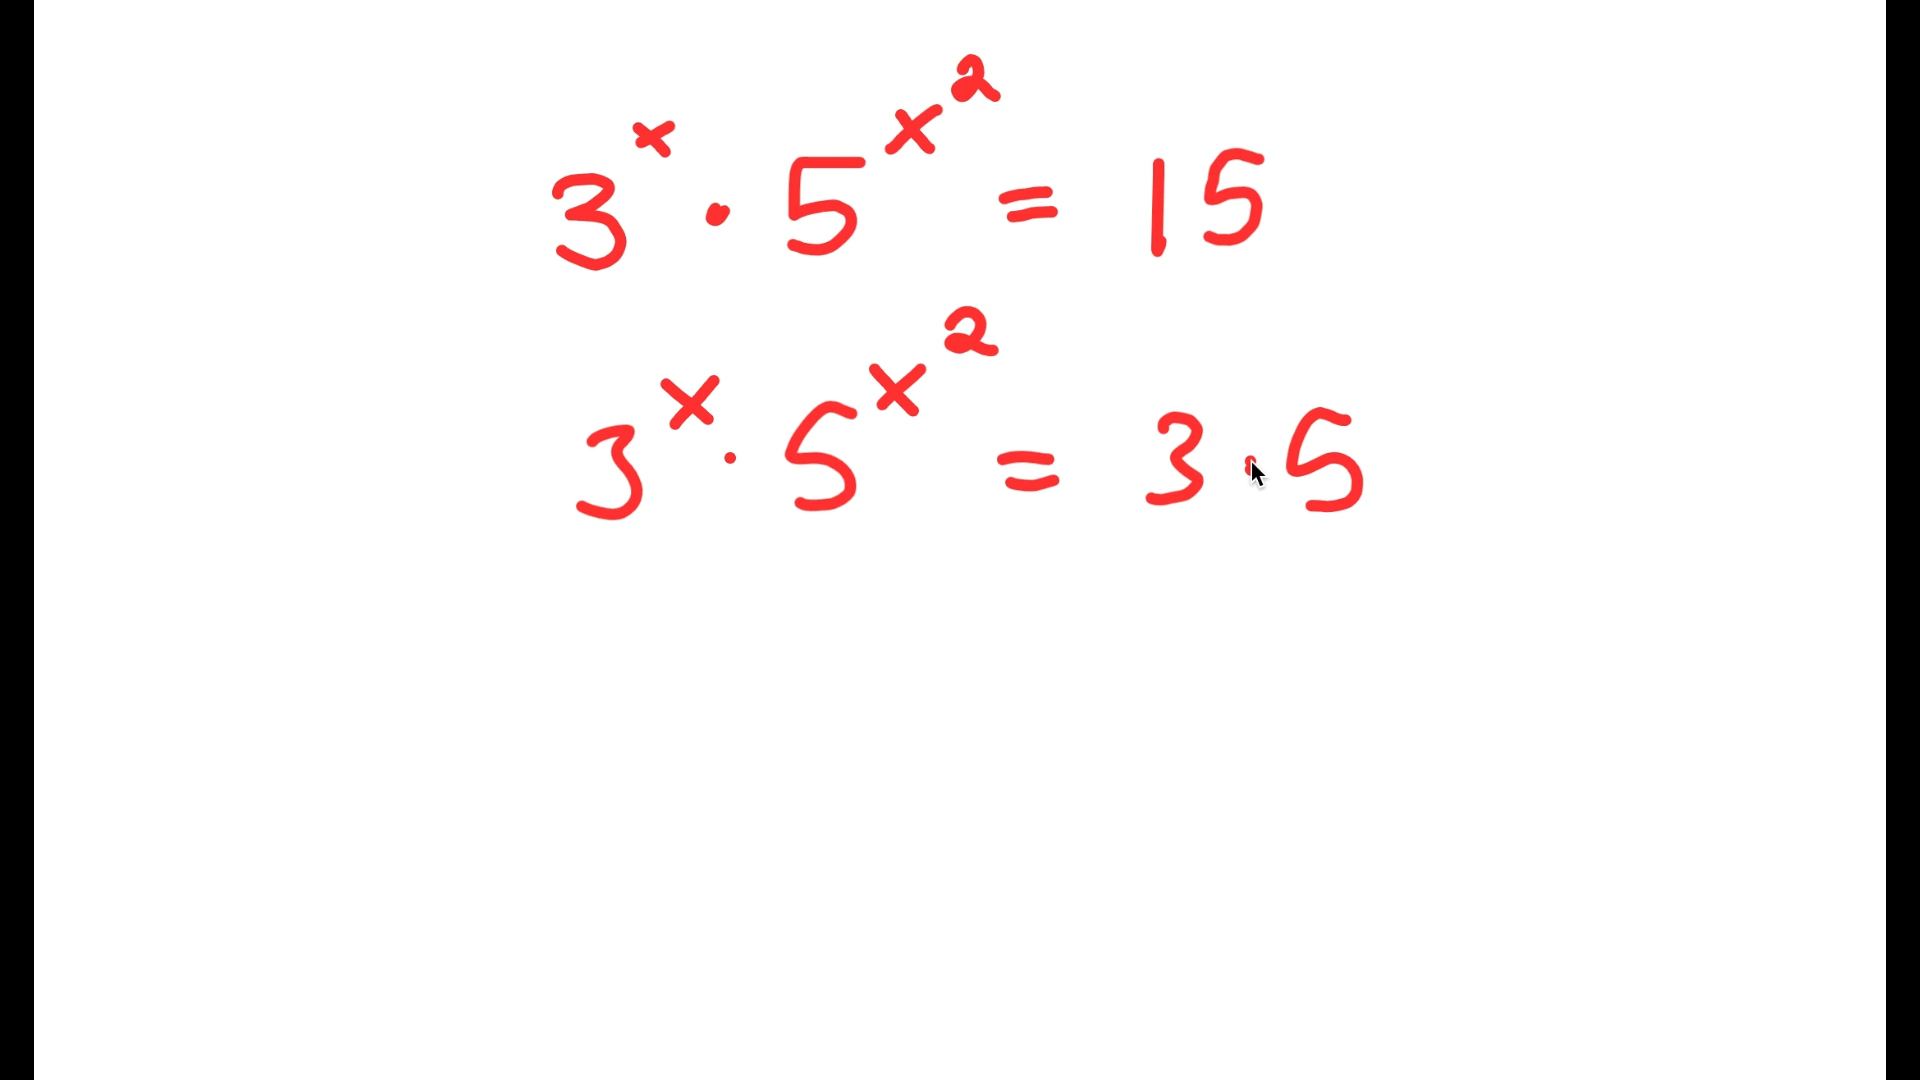 3^x · 5^x^2 = 15
3^x · 5^x^2 = 3 · 5